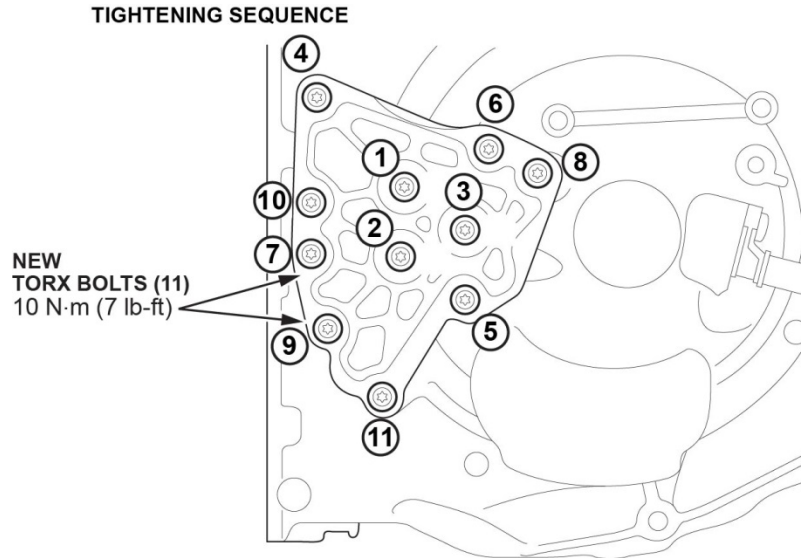 TIGHTENING SEQUENCE
4
6
1
8
3
10
2
7
NEW
TORX BOLTS (11)
10 N·m (7 lb-ft)
5
9
11